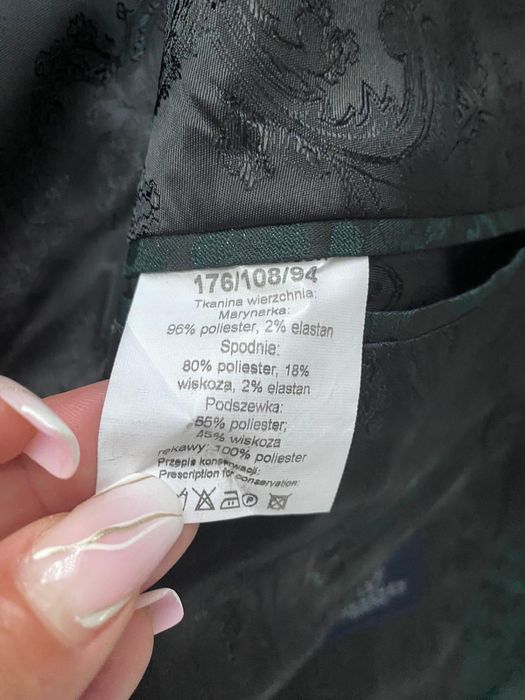 176/108/94
Tkanina wierzchnia:
Marynarka:
96% poliester, 2% elastan
Spodnie:
80% poliester, 18%
wiskoza, 2% elastan
Podszewka:
55% poliester;
45% wiskoza
rękawy: 100% poliester
Przepis konserwacji:
Prescription for conservation: